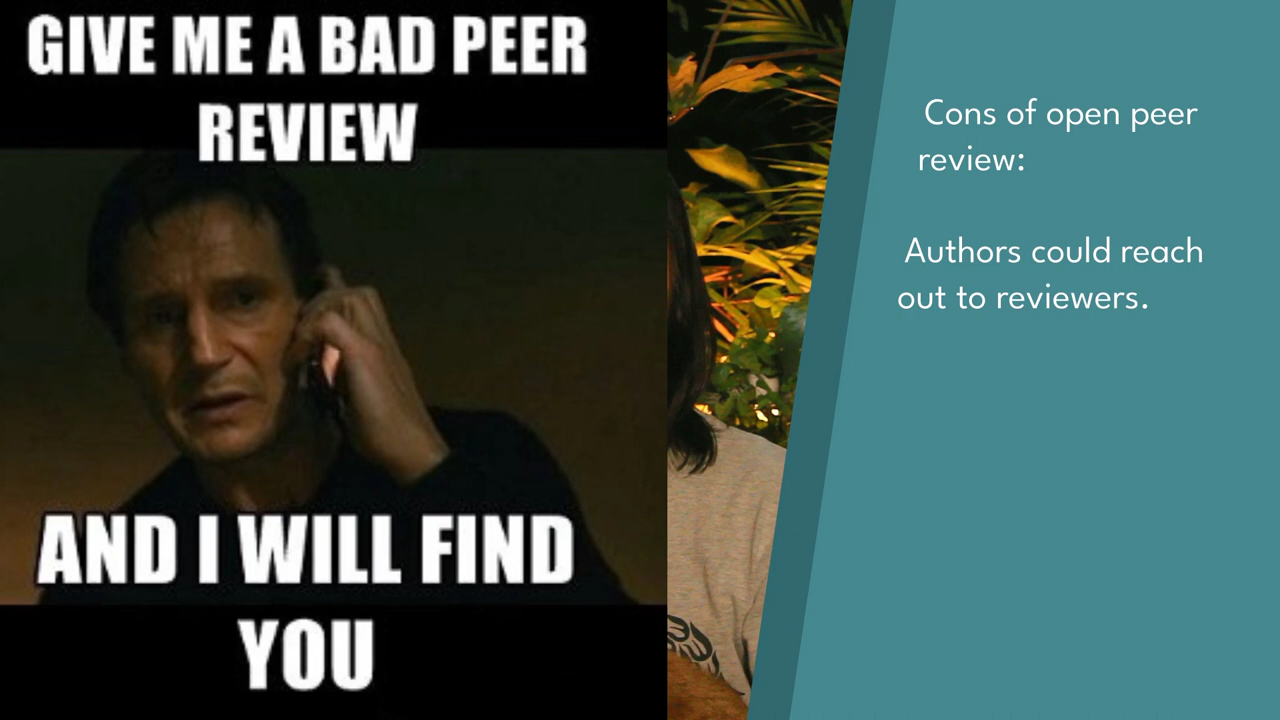 GIVE ME A BAD PEER
REVIEW
AND I WILL FIND
YOU
Cons of open peer
review:
Authors could reach
out to reviewers.